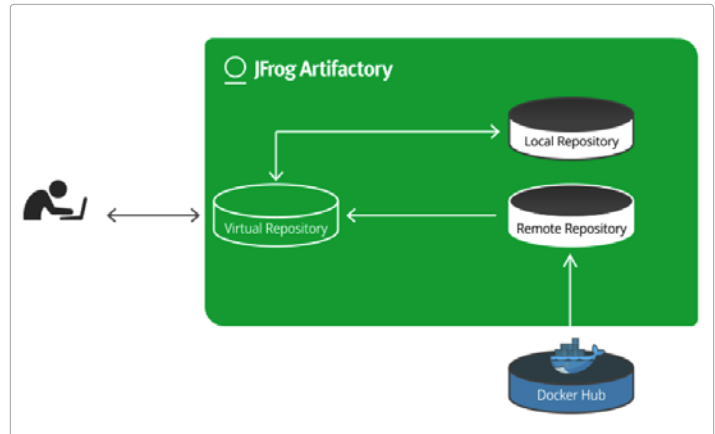 JFrog Artifactory
Local Repository
Virtual Repository
Remote Repository
Docker Hub